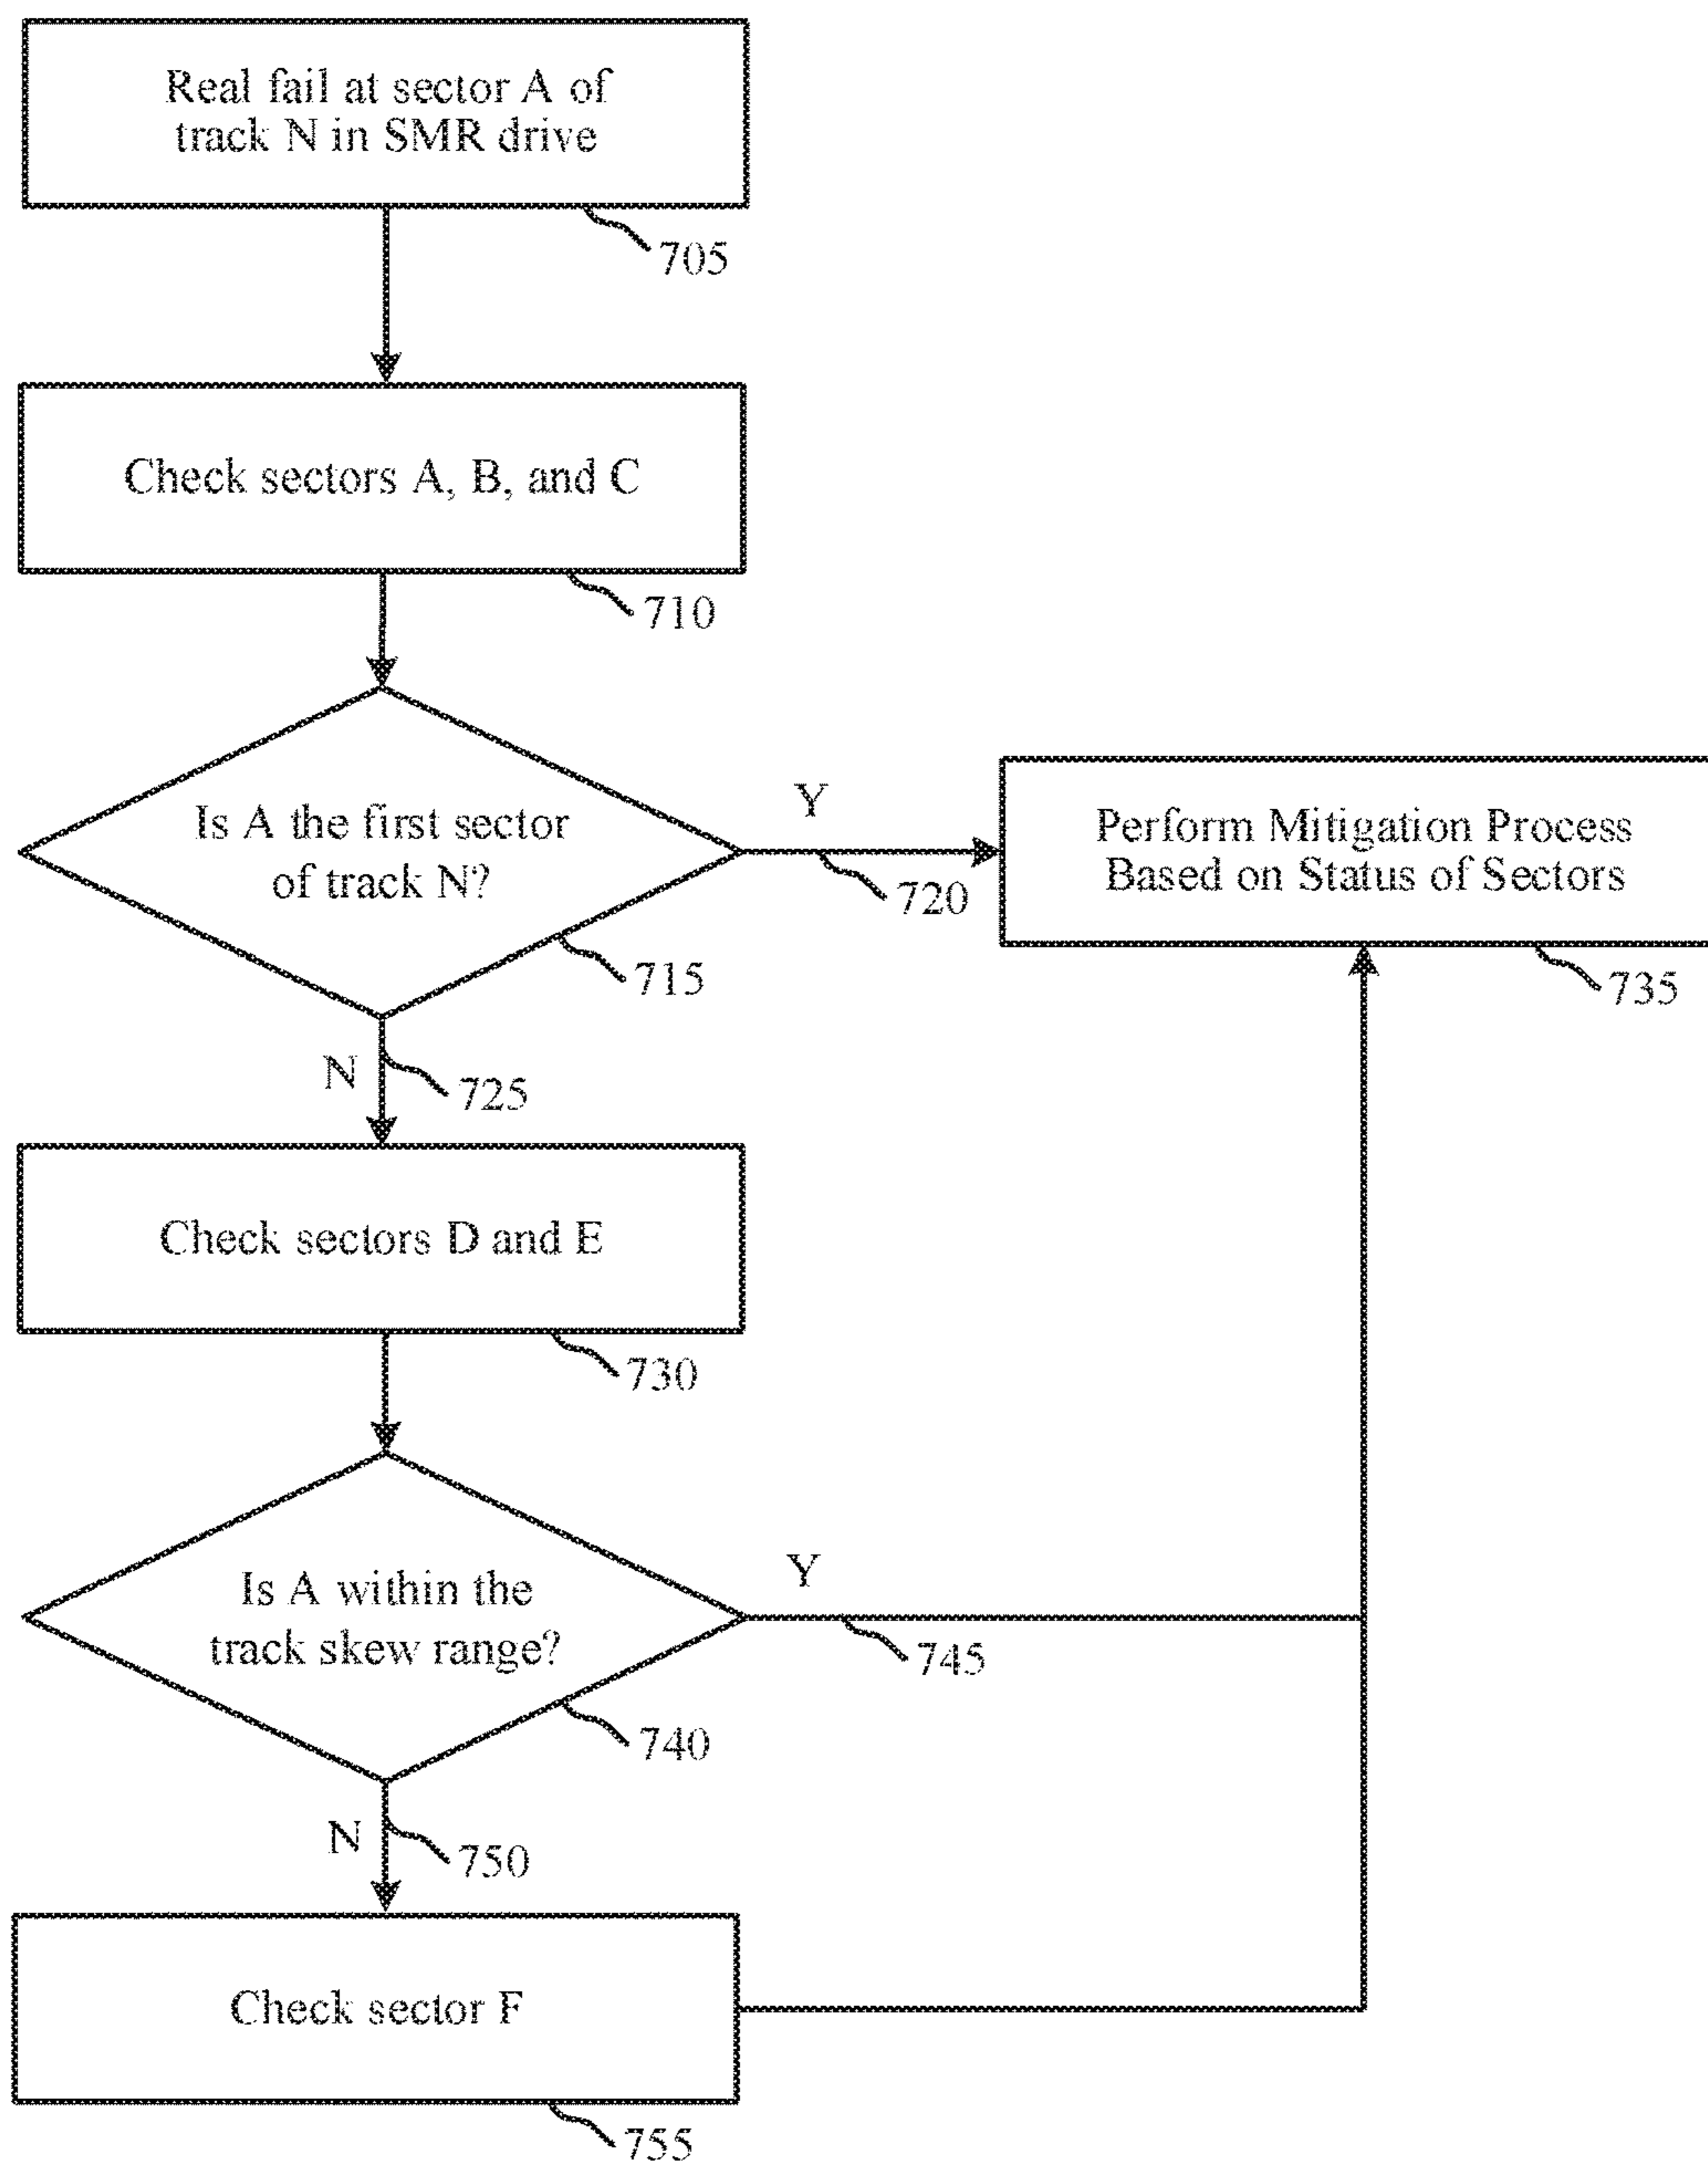 Real fail at sector A of
track N in SMR drive
705
Check sectors A, B, and C
710
Is A the first sector
of track N?
715
Y
720
Perform Mitigation Process
Based on Status of Sectors
735
N
725
Check sectors D and E
730
Is A within the
track skew range?
740
Y
745
N
750
Check sector F
755